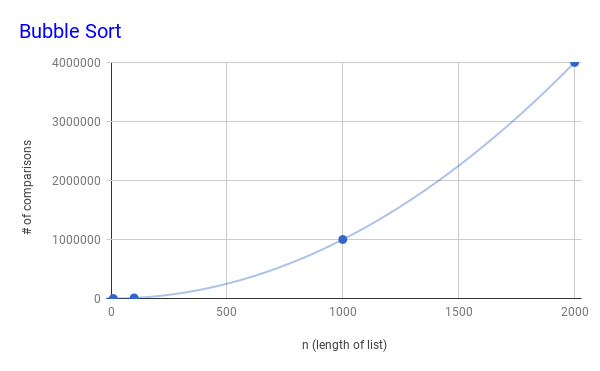 Bubble Sort
4000000
3000000
2000000
1000000
0
# of comparisons
0 500 1000 1500 2000
n (length of list)